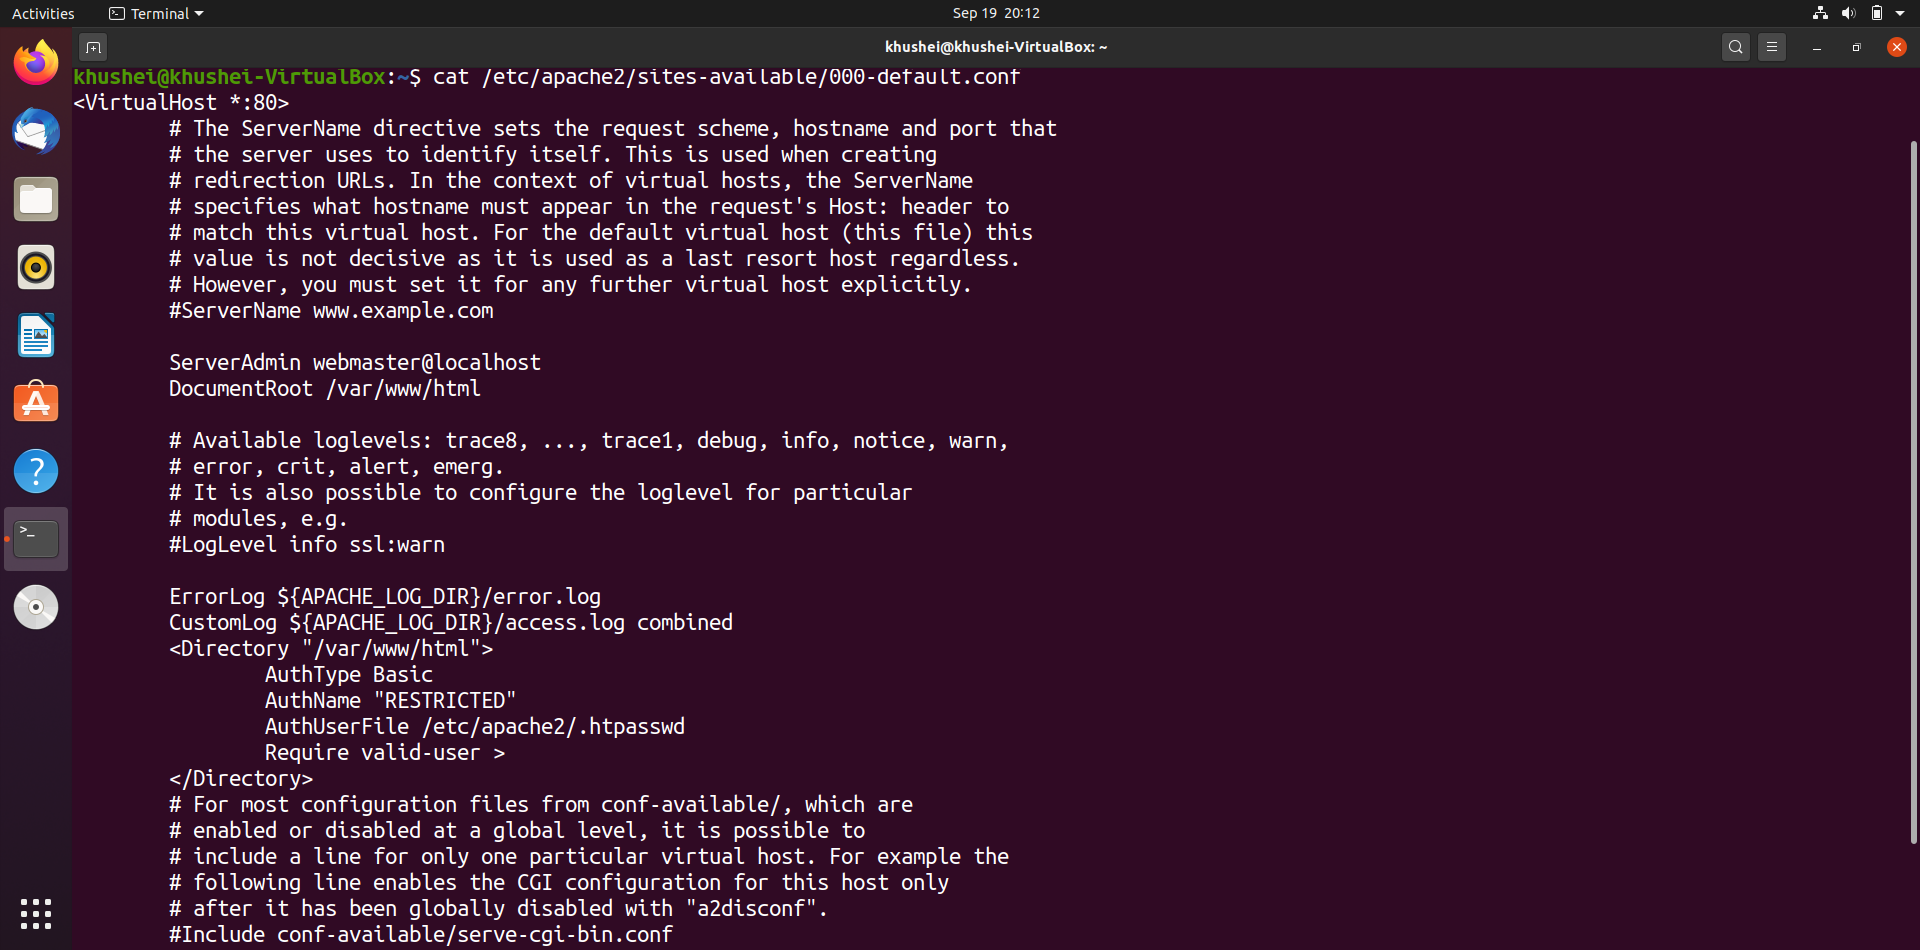 Activities
Terminal
Sep 19 20:12
khushei@khushei-VirtualBox: ~
khushei@khushei-VirtualBox:~$ cat /etc/apache2/sites-available/000-default.conf
<VirtualHost *:80>
# The ServerName directive sets the request scheme, hostname and port that
# the server uses to identify itself. This is used when creating
# redirection URLs. In the context of virtual hosts, the ServerName
# specifies what hostname must appear in the request's Host: header to
# match this virtual host. For the default virtual host (this file) this
# value is not decisive as it is used as a last resort host regardless.
# However, you must set it for any further virtual host explicitly.
#ServerName www.example.com
ServerAdmin webmaster@localhost
DocumentRoot /var/www/html
# Available loglevels: trace8, ..., trace1, debug, info, notice, warn,
# error, crit, alert, emerg.
# It is also possible to configure the loglevel for particular
# modules, e.g.
#LogLevel info ssl:warn
ErrorLog ${APACHE_LOG_DIR}/error.log
CustomLog ${APACHE_LOG_DIR}/access.log combined
<Directory "/var/www/html">
AuthType Basic
AuthName "RESTRICTED"
AuthUserFile /etc/apache2/.htpasswd
Require valid-user >
</Directory>
# For most configuration files from conf-available/, which are
# enabled or disabled at a global level, it is possible to
# include a line for only one particular virtual host. For example the
# following line enables the CGI configuration for this host only
# after it has been globally disabled with "a2disconf".
#Include conf-available/serve-cgi-bin.conf